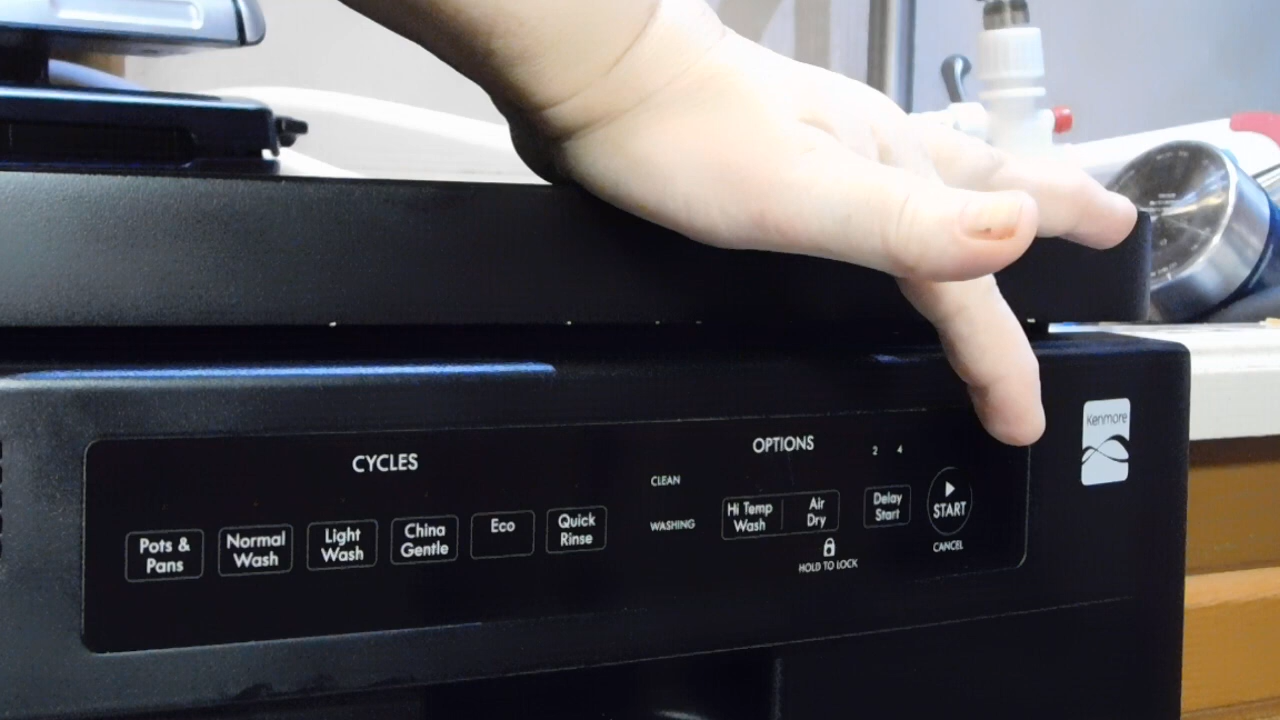 CYCLES
Pots &
Pans
Normal
Wash
Light
Wash
China
Gentle
Eco
Quick
Rinse
CLEAN
WASHING
OPTIONS
Hi Temp
Wash
Air
Dry
HOLD TO LOCK
2 4
Delay
Start
START
CANCEL
Kenmore